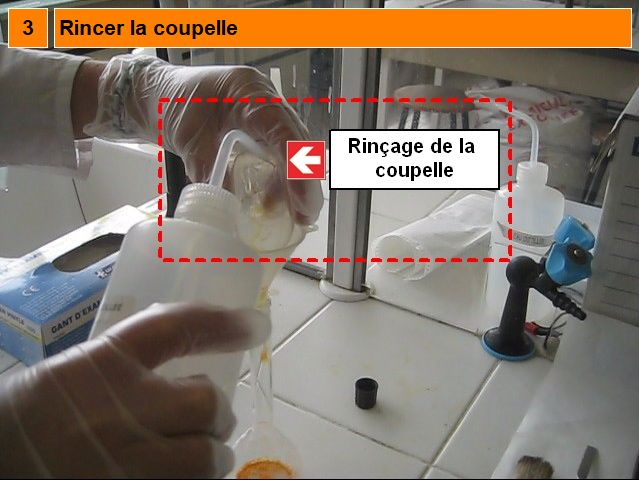 3 Rincer la coupelle
Rinçage de la
coupelle
GANT D'EXA